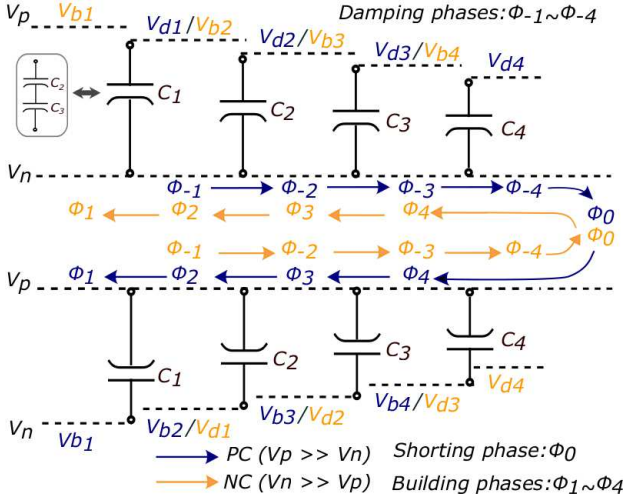 Vp Vb1 Vd1/Vb2 Damping phases:Φ-1~Φ-4
Vd2/Vb3
Vd3/Vb4
Vd4
C2
C3
C1
C2
C3
C4
Vn
Φ-1 Φ-2 Φ-3 Φ-4
Φ1 Φ2 Φ3 Φ4 Φ0
Φ0
Φ-1 Φ-2 Φ-3 Φ-4
Φ1 Φ2 Φ3 Φ4
Vp
C1
C2
C3
C4
Vd4
Vb4/Vd3
Vb3/Vd2
Vb2/Vd1
Vn
Vb1
PC (Vp >> Vn) Shorting phase:Φ0
NC (Vn >> Vp) Building phases:Φ1~Φ4